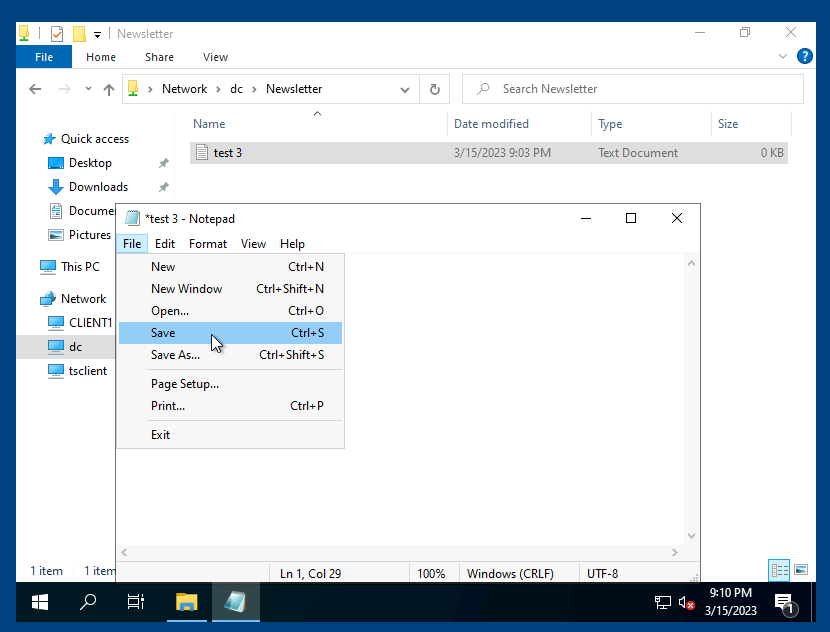 Newsletter
File Home Share View
Network dc Newsletter Search Newsletter
Name Date modified Type Size
test 3 3/15/2023 9:03 PM Text Document 0 KB
Quick access
Desktop
Downloads
Docume
Pictures
This PC
Network
CLIENT1
dc
tsclient
*test 3 - Notepad
File Edit Format View Help
New Ctrl+N
New Window Ctrl+Shift+N
Open... Ctrl+O
Save Ctrl+S
Save As... Ctrl+Shift+S
Page Setup...
Print... Ctrl+P
Exit
Ln 1, Col 29 100% Windows (CRLF) UTF-8
1 item 1 item
9:10 PM
3/15/2023
1